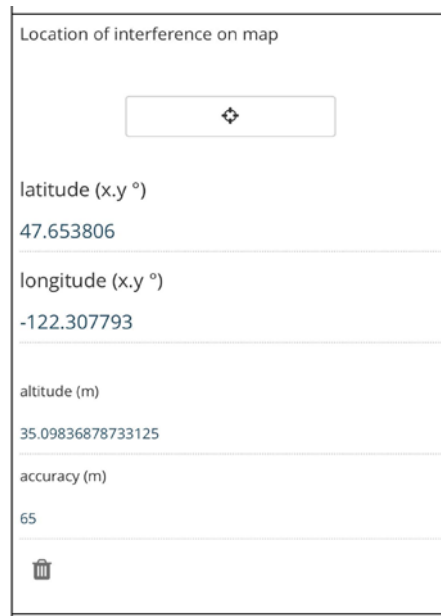 Location of interference on map
latitude (x.y °)
47.653806
longitude (x.y °)
-122.307793
altitude (m)
35.09836878733125
accuracy (m)
65